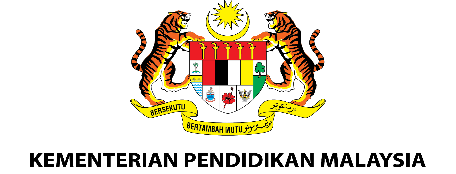 BERSEKUTU
BERTAMBAH MUTU
KEMENTERIAN PENDIDIKAN MALAYSIA